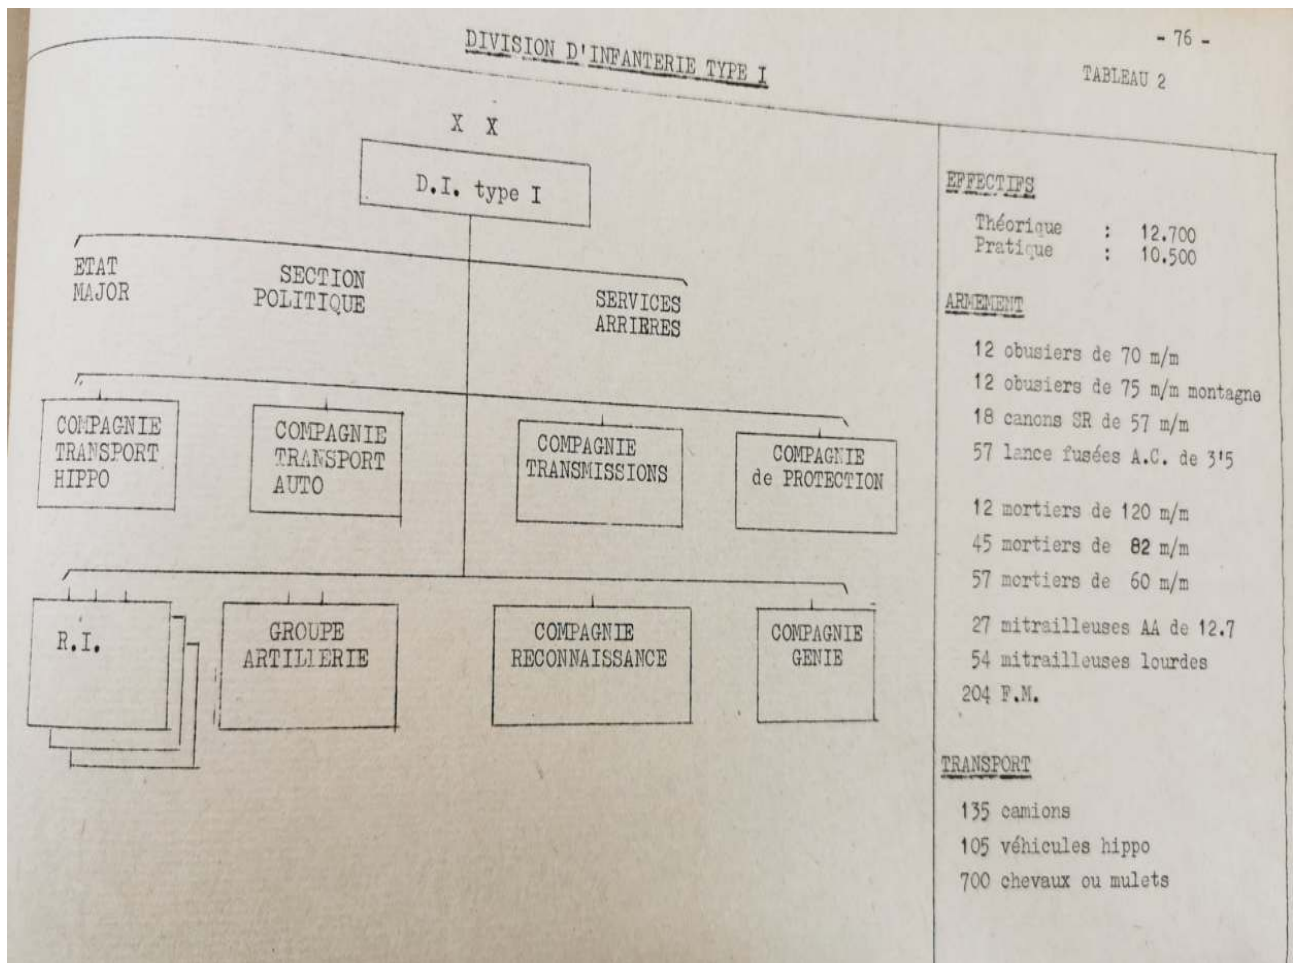 - 76 -
DIVISION D'INFANTERIE TYPE I
TABLEAU 2
X X
D.I. type I
ETAT
MAJOR
SECTION
POLITIQUE
SERVICES
ARRIERES
COMPAGNIE
TRANSPORT
HIPPO
COMPAGNIE
TRANSPORT
AUTO
COMPAGNIE
TRANSMISSIONS
COMPAGNIE
de PROTECTION
R.I.
GROUPE
ARTILLERIE
COMPAGNIE
RECONNAISSANCE
COMPAGNIE
GENIE
EFFECTIFS
Théorique : 12.700
Pratique : 10.500
ARMEMENT
12 obusiers de 70 m/m
12 obusiers de 75 m/m montagne
18 canons SR de 57 m/m
57 lance fusées A.C. de 3'5
12 mortiers de 120 m/m
45 mortiers de 82 m/m
57 mortiers de 60 m/m
27 mitrailleuses AA de 12.7
54 mitrailleuses lourdes
204 F.M.
TRANSPORT
135 camions
105 véhicules hippo
700 chevaux ou mulets